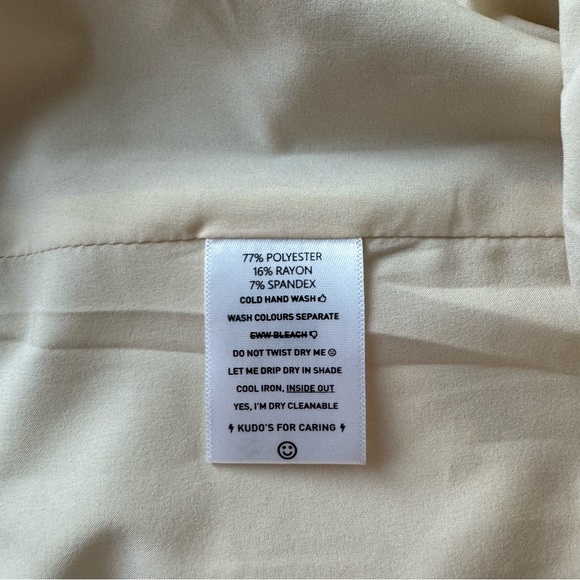 77% POLYESTER
16% RAYON
7% SPANDEX
COLD HAND WASH 👍
WASH COLOURS SEPARATE
EWW BLEACH 👎
DO NOT TWIST DRY ME ☹
LET ME DRIP DRY IN SHADE
COOL IRON, INSIDE OUT
YES, I'M DRY CLEANABLE
⚡ KUDO'S FOR CARING ⚡
☺